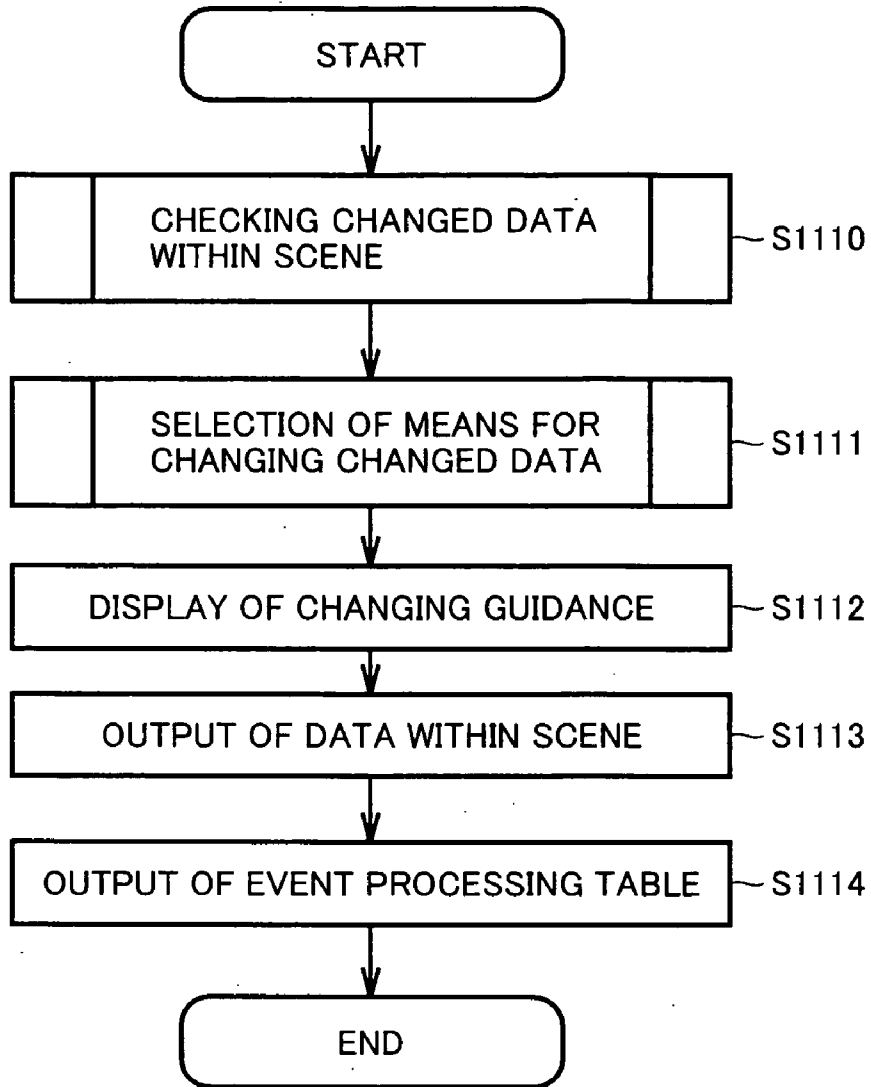 START
CHECKING CHANGED DATA
WITHIN SCENE
S1110
SELECTION OF MEANS FOR
CHANGING CHANGED DATA
S1111
DISPLAY OF CHANGING GUIDANCE
S1112
OUTPUT OF DATA WITHIN SCENE
S1113
OUTPUT OF EVENT PROCESSING TABLE
S1114
END